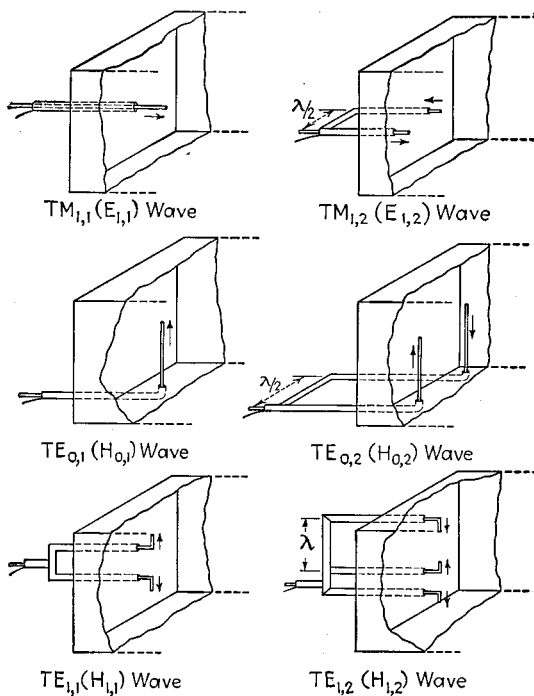 λ/2
TM1,1 (E1,1) Wave
TM1,2 (E1,2) Wave
λ/2
TE0,1 (H0,1) Wave
TE0,2 (H0,2) Wave
λ
TE1,1 (H1,1) Wave
TE1,2 (H1,2) Wave